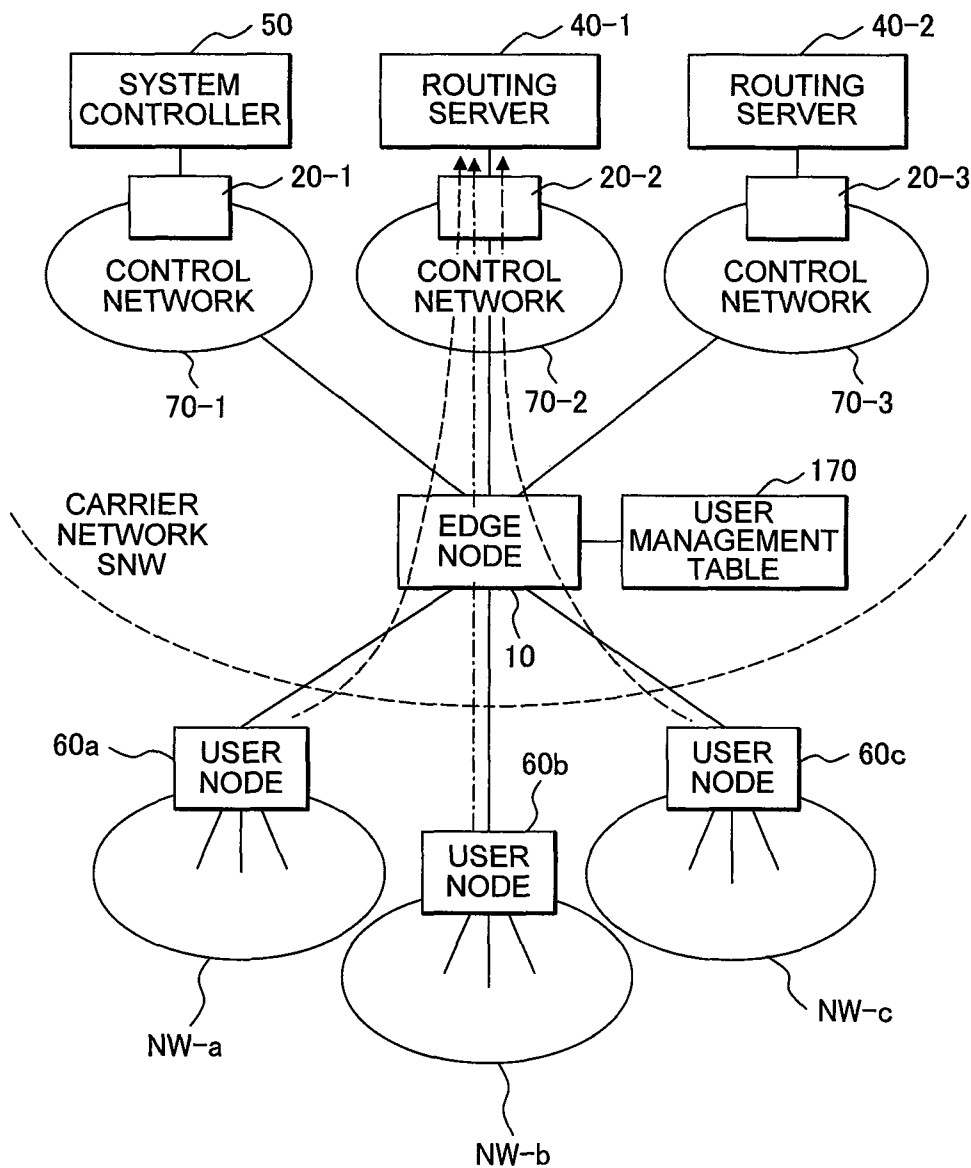 50
40-1
40-2
SYSTEM
CONTROLLER
ROUTING
SERVER
ROUTING
SERVER
20-1
20-2
20-3
CONTROL
NETWORK
CONTROL
NETWORK
CONTROL
NETWORK
70-1
70-2
70-3
170
CARRIER
NETWORK
SNW
EDGE
NODE
USER
MANAGEMENT
TABLE
10
60a
USER
NODE
60b
USER
NODE
60c
USER
NODE
NW-a
NW-b
NW-c